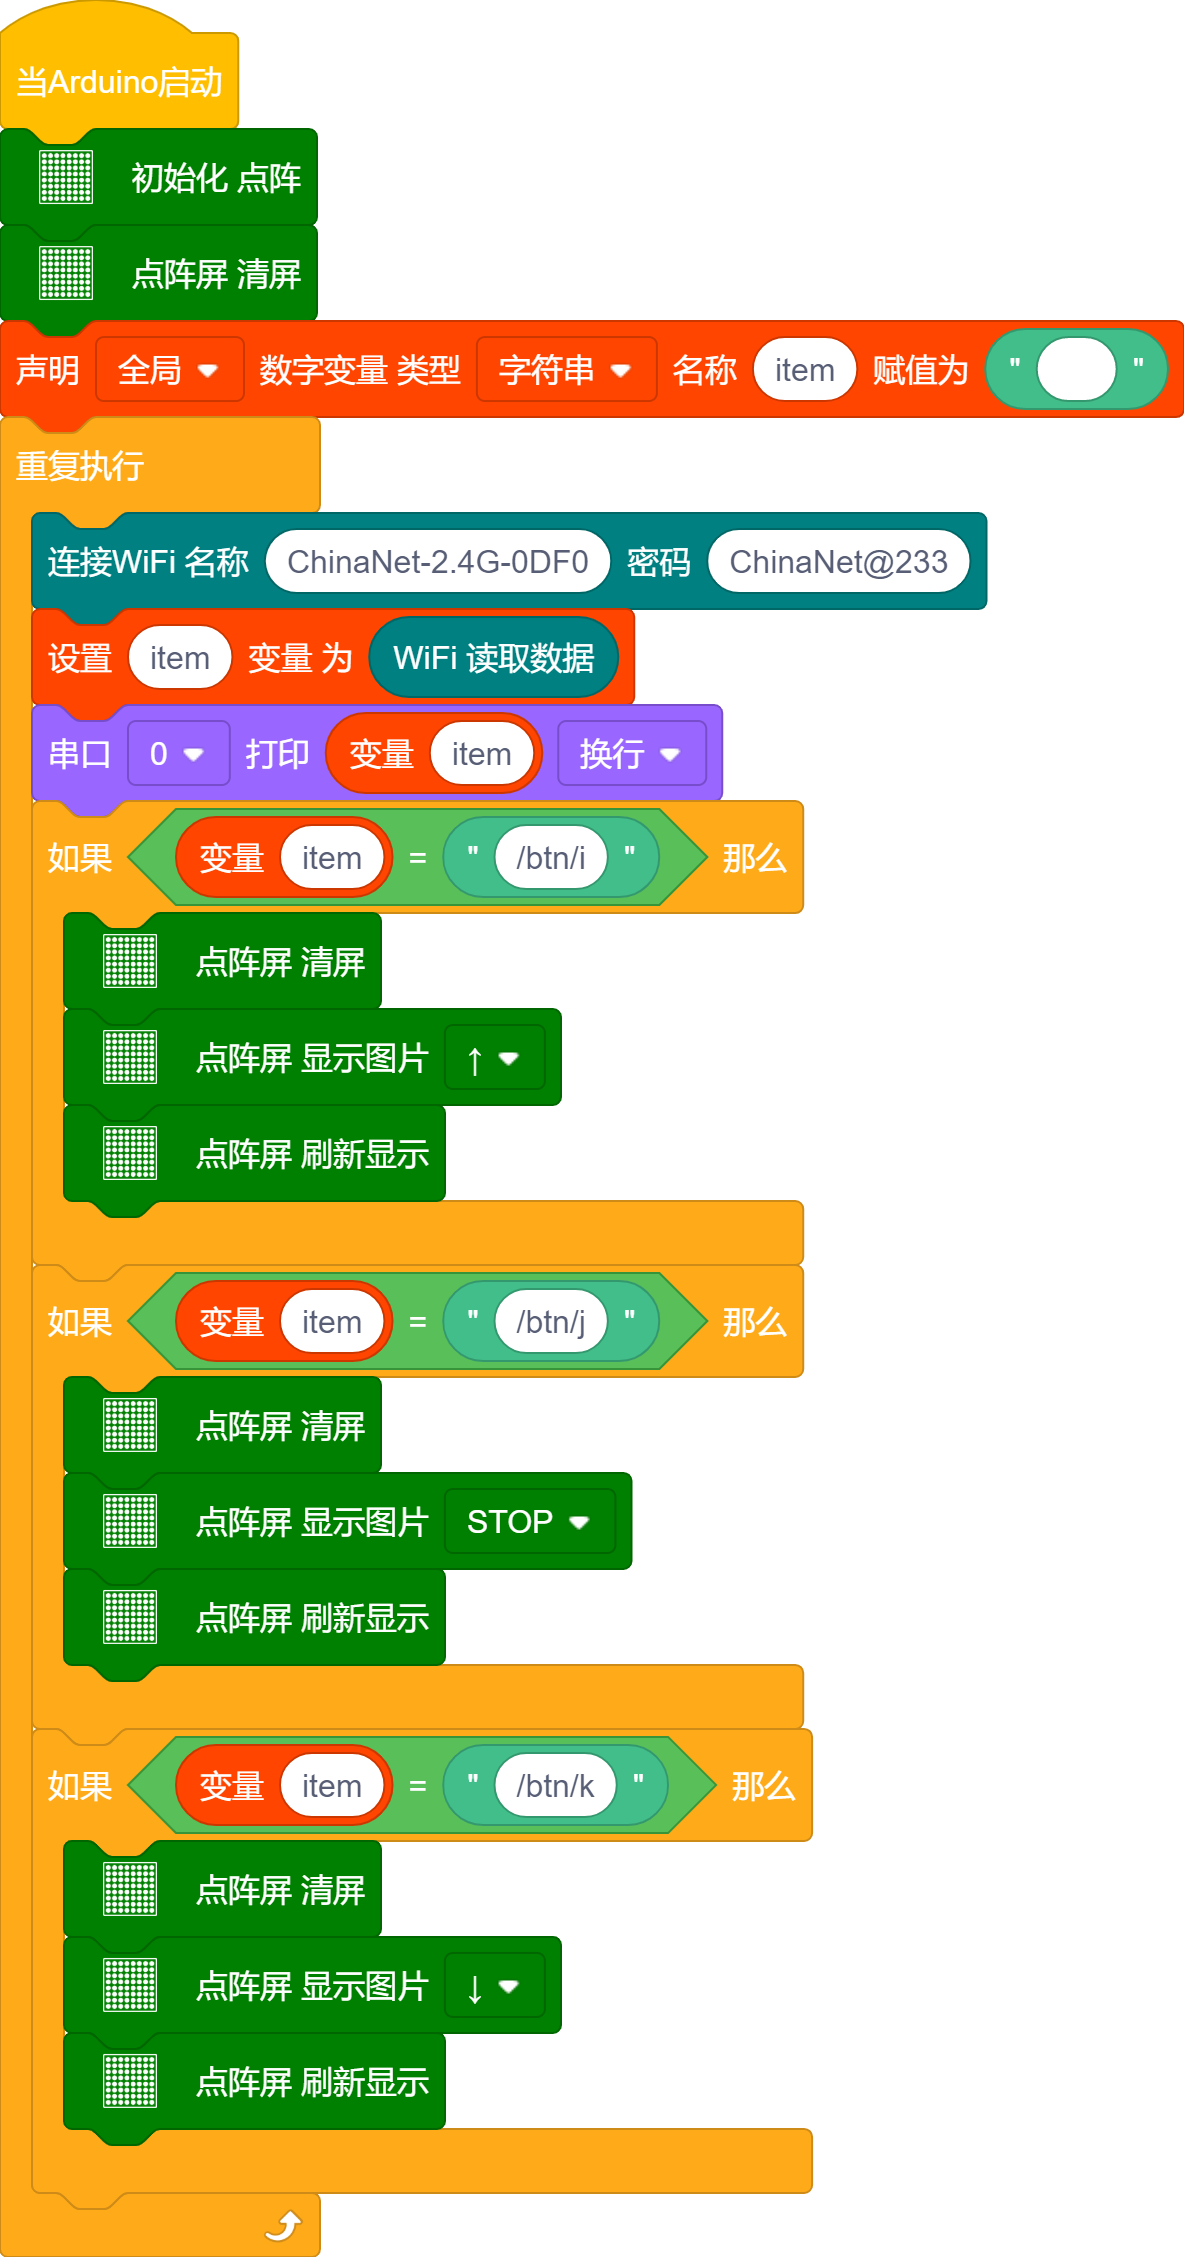 当Arduino启动
初始化 点阵
点阵屏 清屏
声明 全局 数字变量 类型 字符串 名称 item 赋值为 " "
重复执行
连接WiFi 名称 ChinaNet-2.4G-0DF0 密码 ChinaNet@233
设置 item 变量 为 WiFi 读取数据
串口 0 打印 变量 item 换行
如果 变量 item = " /btn/i " 那么
点阵屏 清屏
点阵屏 显示图片 ↑
点阵屏 刷新显示
如果 变量 item = " /btn/j " 那么
点阵屏 清屏
点阵屏 显示图片 STOP
点阵屏 刷新显示
如果 变量 item = " /btn/k " 那么
点阵屏 清屏
点阵屏 显示图片 ↓
点阵屏 刷新显示